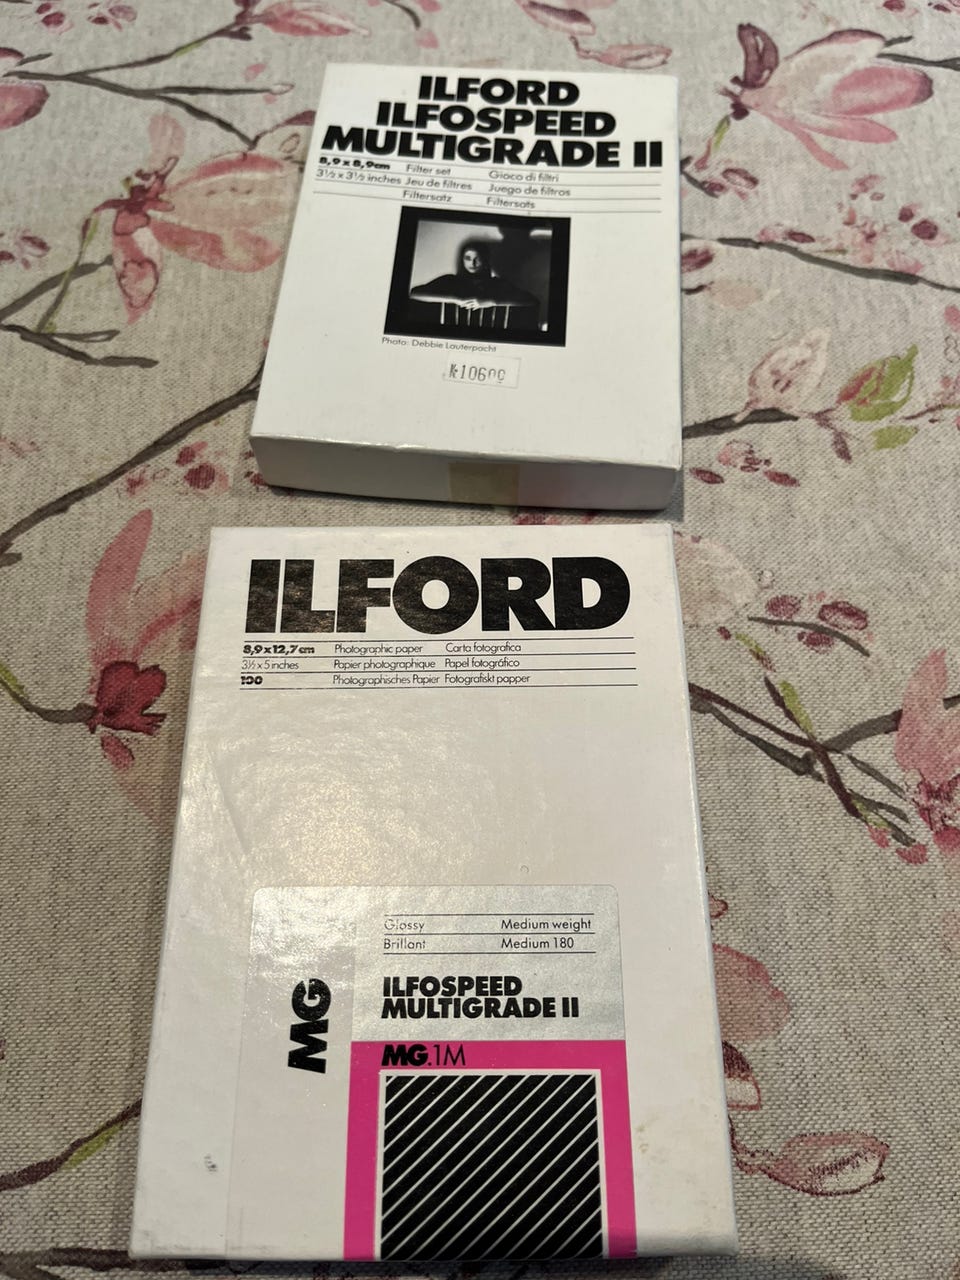 ILFORD
ILFOSPEED
MULTIGRADE II
8,9 x 8,9cm Filter set Gioco di filtri
3½ x 3½ inches Jeu de filtres Juego de filtros
Filtersatz Filtersats
Photo: Debbie Lauterpacht
ILFORD
8,9 x 12,7 cm Photographic paper Carta fotografica
3½ x 5 inches Papier photographique Papel fotográfico
100 Photographisches Papier Fotografiskt papper
Glossy Medium weight
Brillant Medium 180
ILFOSPEED
MULTIGRADE II
MG
MG.1M